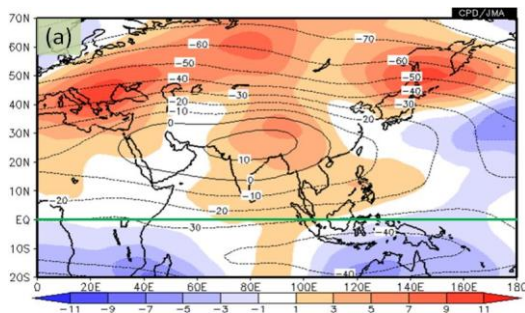 CPD/JMA
70N
(a)
-60
-70
60N
-60
-50
-50
50N
-40
-40
40N
-30
-30
-20
-20
-10
30N
0
20N
10
0
10N
-10
-20
-20
EQ
-30
-40
10S
-40
20S
0
20E
40E
60E
80E
100E
120E
140E
160E
180
-11
-9
-7
-5
-3
-1
1
3
5
7
9
11